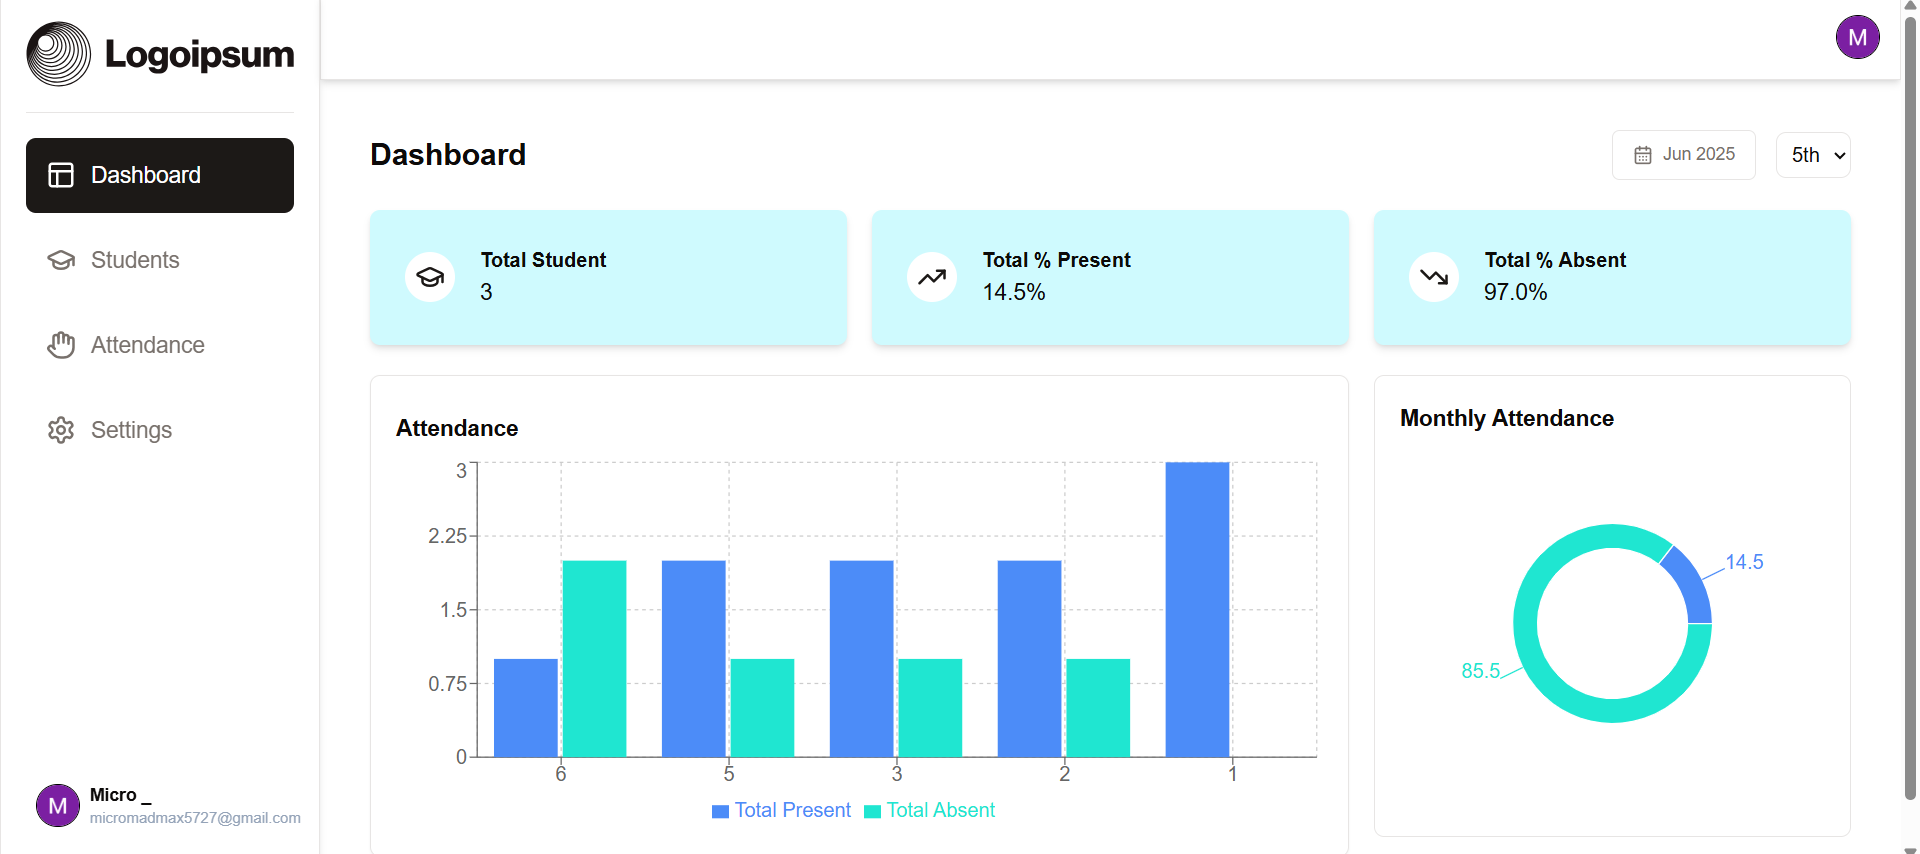 Logoipsum
M
Dashboard
Students
Attendance
Settings
M
Micro _
micromadmax5727@gmail.com
Dashboard
Jun 2025
5th
Total Student
3
Total % Present
14.5%
Total % Absent
97.0%
Attendance
3
2.25
1.5
0.75
0
6 5 3 2 1
Total Present Total Absent
Monthly Attendance
14.5
85.5